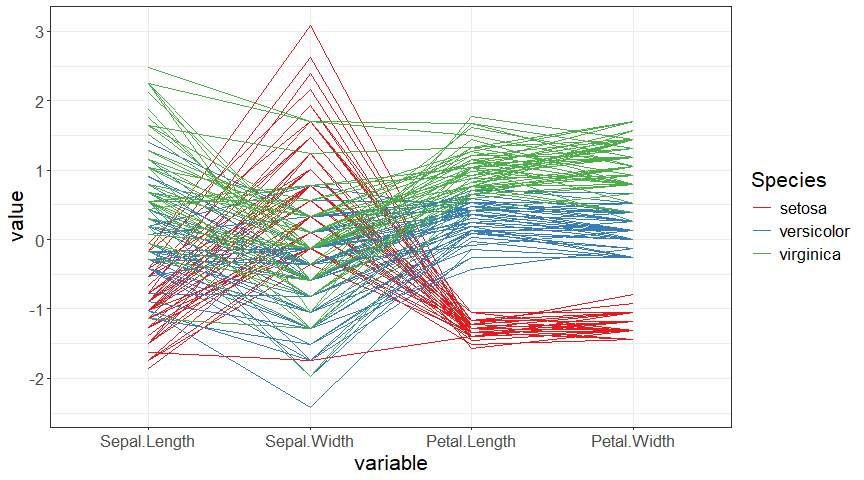 3
2
1
0
-1
-2
value
Sepal.Length Sepal.Width Petal.Length Petal.Width
variable
Species
setosa
versicolor
virginica